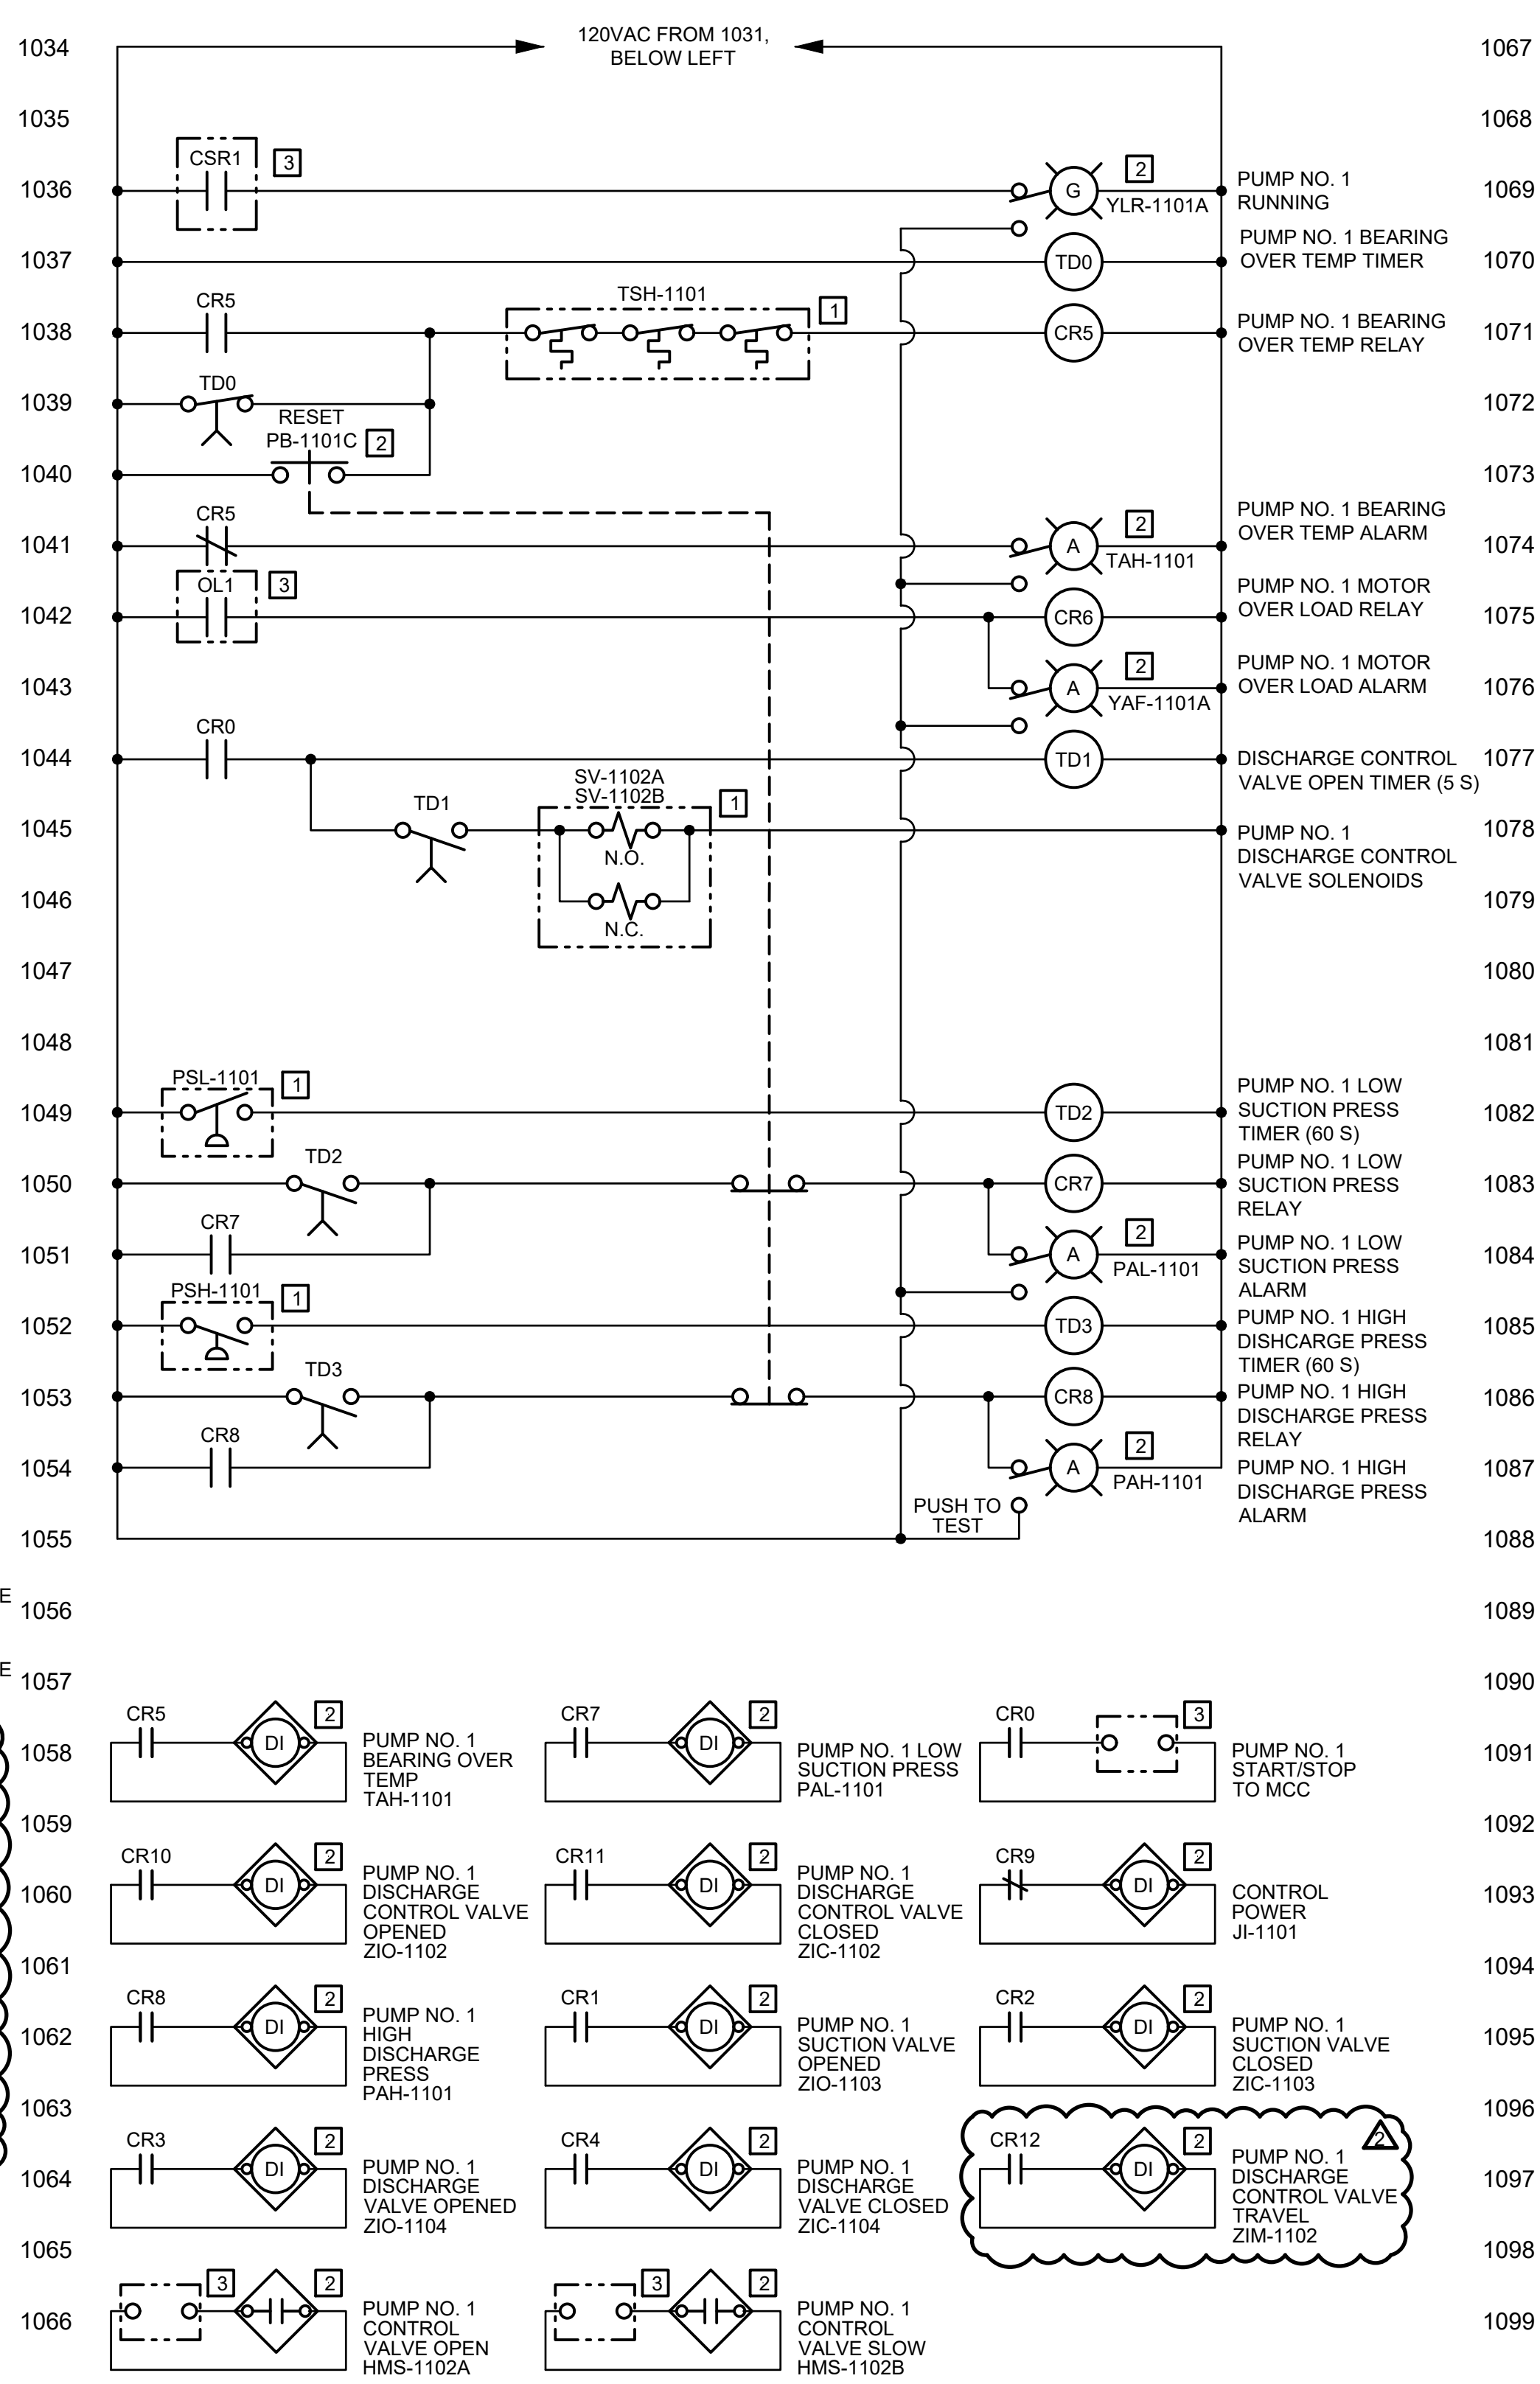 1034
120VAC FROM 1031,
BELOW LEFT
1067
1035
1068
CSR1
3
2
1036
G
YLR-1101A
PUMP NO. 1
RUNNING
1069
1037
TD0
PUMP NO. 1 BEARING
OVER TEMP TIMER
1070
CR5
TSH-1101
1
1038
CR5
PUMP NO. 1 BEARING
OVER TEMP RELAY
1071
TD0
1039
1072
RESET
PB-1101C
2
1040
1073
CR5
2
1041
A
TAH-1101
PUMP NO. 1 BEARING
OVER TEMP ALARM
1074
OL1
3
1042
CR6
PUMP NO. 1 MOTOR
OVER LOAD RELAY
1075
2
1043
A
YAF-1101A
PUMP NO. 1 MOTOR
OVER LOAD ALARM
1076
CR0
1044
TD1
DISCHARGE CONTROL
VALVE OPEN TIMER (5 S)
1077
TD1
SV-1102A
SV-1102B
1
1045
N.O.
PUMP NO. 1
DISCHARGE CONTROL
VALVE SOLENOIDS
1078
1046
N.C.
1079
1047
1080
1048
1081
PSL-1101
1
1049
TD2
PUMP NO. 1 LOW
SUCTION PRESS
TIMER (60 S)
1082
TD2
1050
CR7
PUMP NO. 1 LOW
SUCTION PRESS
RELAY
1083
CR7
2
1051
A
PAL-1101
PUMP NO. 1 LOW
SUCTION PRESS
ALARM
1084
PSH-1101
1
1052
TD3
PUMP NO. 1 HIGH
DISHCARGE PRESS
TIMER (60 S)
1085
TD3
1053
CR8
PUMP NO. 1 HIGH
DISCHARGE PRESS
RELAY
1086
CR8
2
1054
A
PAH-1101
PUMP NO. 1 HIGH
DISCHARGE PRESS
ALARM
1087
PUSH TO
TEST
1055
1088
E
1056
1089
E
1057
1090
CR5
2
1058
DI
PUMP NO. 1
BEARING OVER
TEMP
TAH-1101
CR7
2
DI
PUMP NO. 1 LOW
SUCTION PRESS
PAL-1101
CR0
3
PUMP NO. 1
START/STOP
TO MCC
1091
1059
1092
CR10
2
1060
DI
PUMP NO. 1
DISCHARGE
CONTROL VALVE
OPENED
ZIO-1102
CR11
2
DI
PUMP NO. 1
DISCHARGE
CONTROL VALVE
CLOSED
ZIC-1102
CR9
2
DI
CONTROL
POWER
JI-1101
1093
1061
1094
CR8
2
1062
DI
PUMP NO. 1
HIGH
DISCHARGE
PRESS
PAH-1101
CR1
2
DI
PUMP NO. 1
SUCTION VALVE
OPENED
ZIO-1103
CR2
2
DI
PUMP NO. 1
SUCTION VALVE
CLOSED
ZIC-1103
1095
1063
1096
CR3
2
1064
DI
PUMP NO. 1
DISCHARGE
VALVE OPENED
ZIO-1104
CR4
2
DI
PUMP NO. 1
DISCHARGE
VALVE CLOSED
ZIC-1104
CR12
2
2
DI
PUMP NO. 1
DISCHARGE
CONTROL VALVE
TRAVEL
ZIM-1102
1097
1065
1098
3
2
1066
PUMP NO. 1
CONTROL
VALVE OPEN
HMS-1102A
3
2
PUMP NO. 1
CONTROL
VALVE SLOW
HMS-1102B
1099